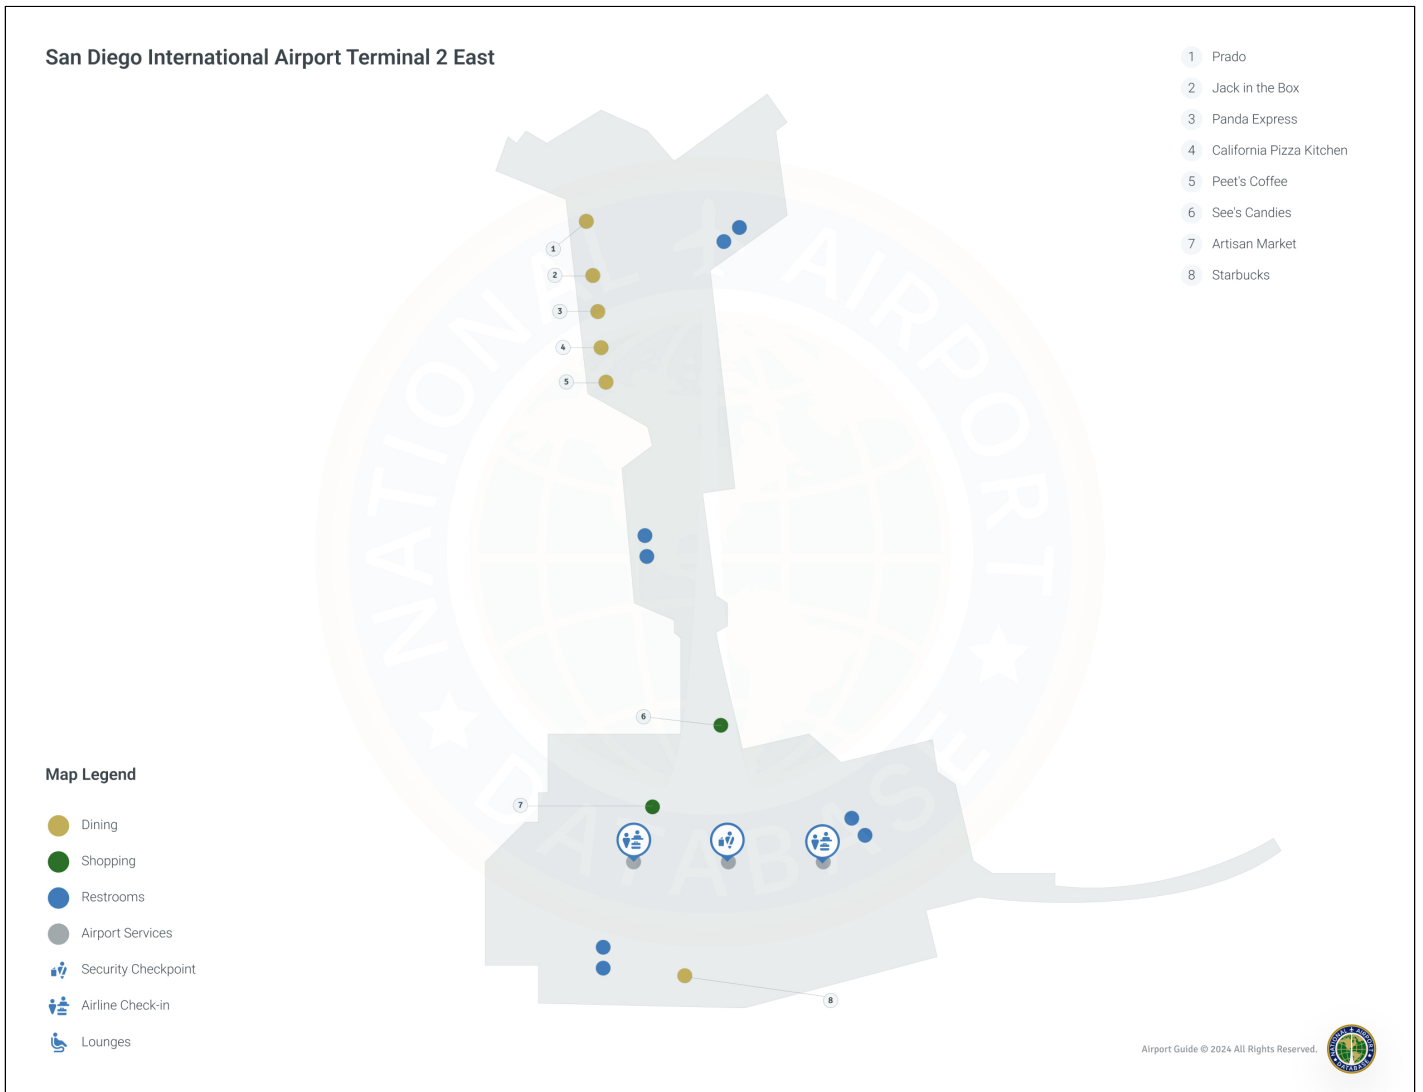 San Diego International Airport Terminal 2 East
1 Prado
2 Jack in the Box
3 Panda Express
4 California Pizza Kitchen
5 Peet's Coffee
6 See's Candies
7 Artisan Market
8 Starbucks
1
2
3
4
5
6
7
8
NATIONAL AIRPORT
DATABASE
Map Legend
Dining
Shopping
Restrooms
Airport Services
Security Checkpoint
Airline Check-in
Lounges
Airport Guide © 2024 All Rights Reserved.
NATIONAL AIRPORT
DATABASE